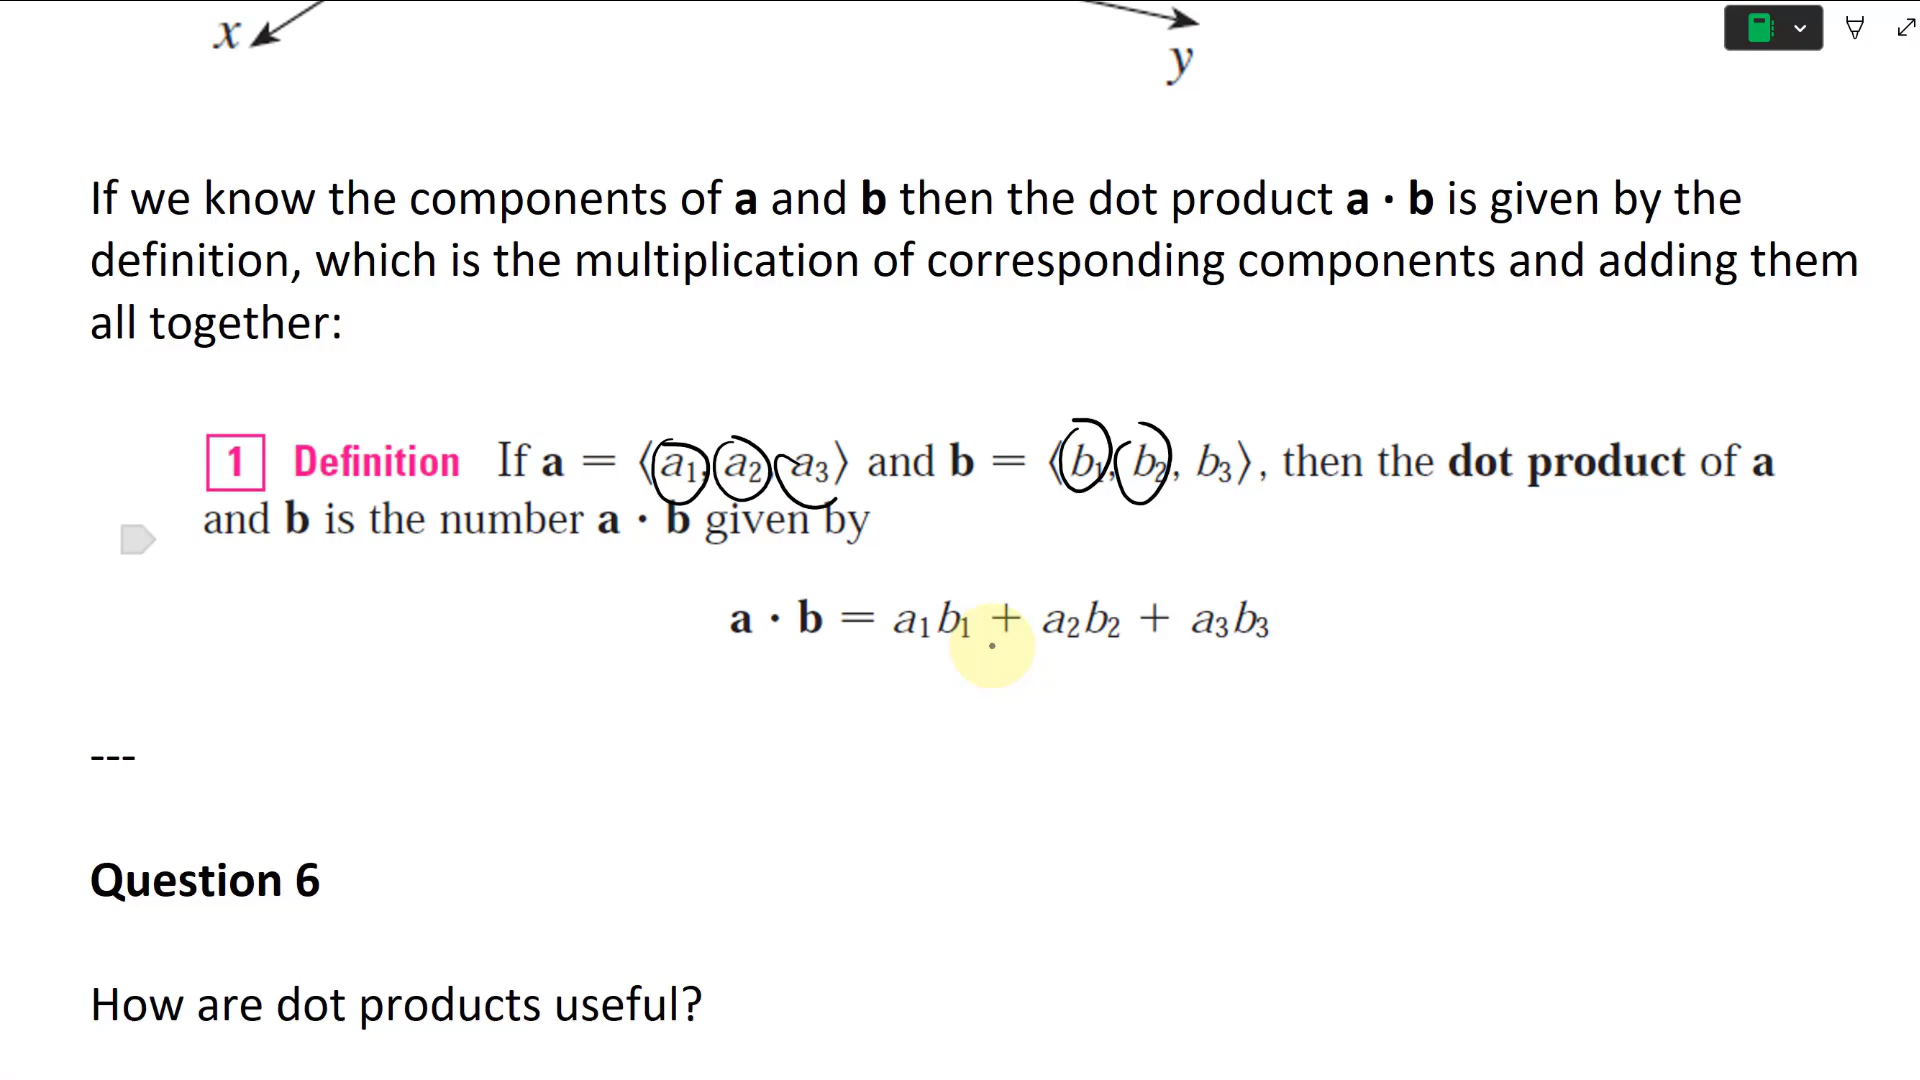 x
y
If we know the components of a and b then the dot product a · b is given by the
definition, which is the multiplication of corresponding components and adding them
all together:
1 Definition If a = ⟨a₁, a₂, a₃⟩ and b = ⟨b₁, b₂, b₃⟩, then the dot product of a
and b is the number a · b given by
a · b = a₁b₁ + a₂b₂ + a₃b₃
---
Question 6
How are dot products useful?